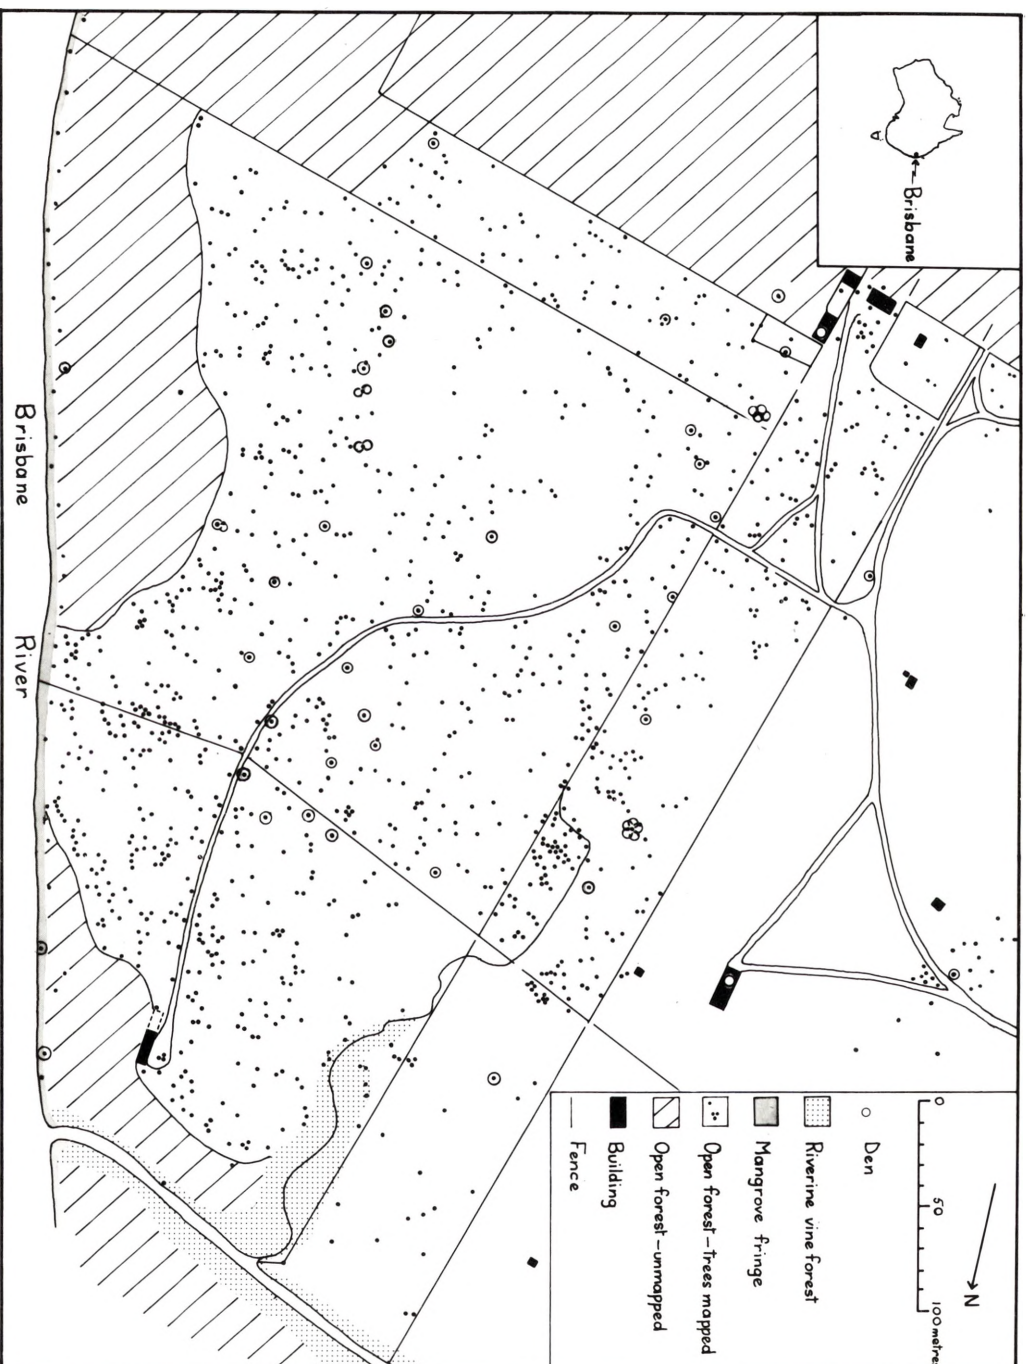 Brisbane
N
0 50 100 metres
Den
Riverine vine forest
Mangrove fringe
Open forest–trees mapped
Open forest–unmapped
Building
Fence
Brisbane River